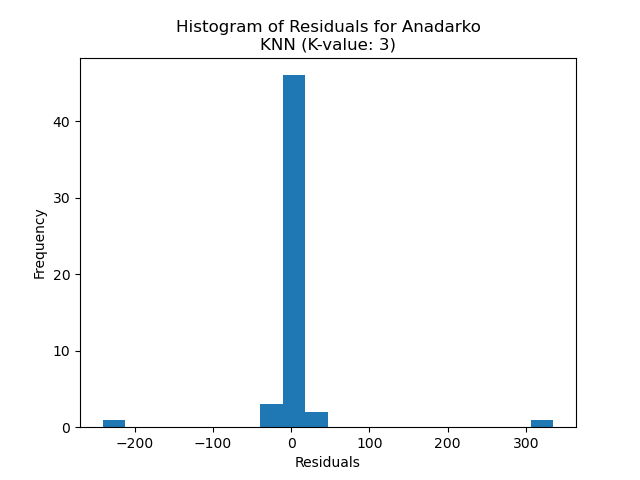 Histogram of Residuals for Anadarko
KNN (K-value: 3)
Frequency
40
30
20
10
0
−200
−100
0
100
200
300
Residuals